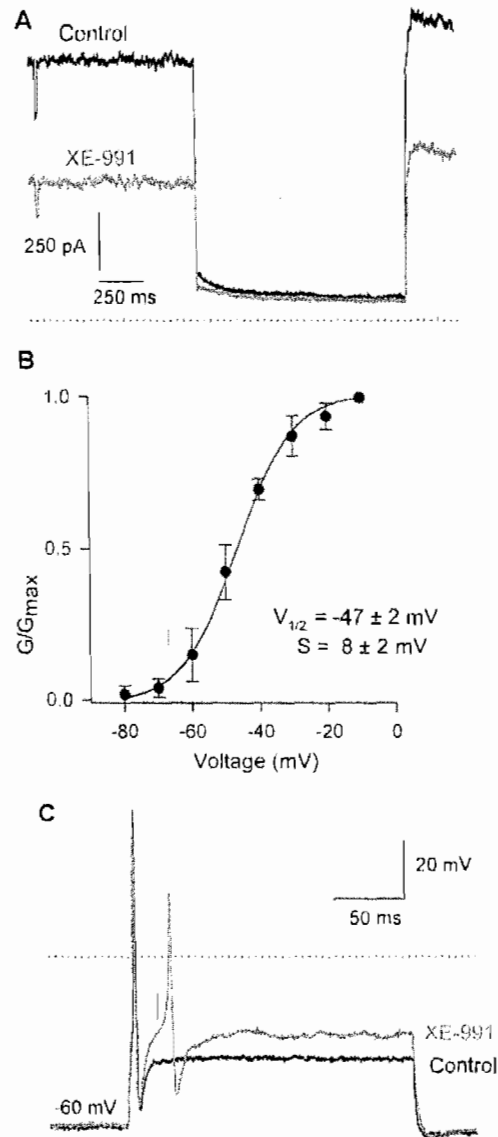 A
Control
XE-991
250 pA
250 ms
B
1.0
0.5
0.0
G/Gmax
V1/2 = -47 ± 2 mV
S = 8 ± 2 mV
-80 -60 -40 -20 0
Voltage (mV)
C
20 mV
50 ms
XE-991
Control
-60 mV